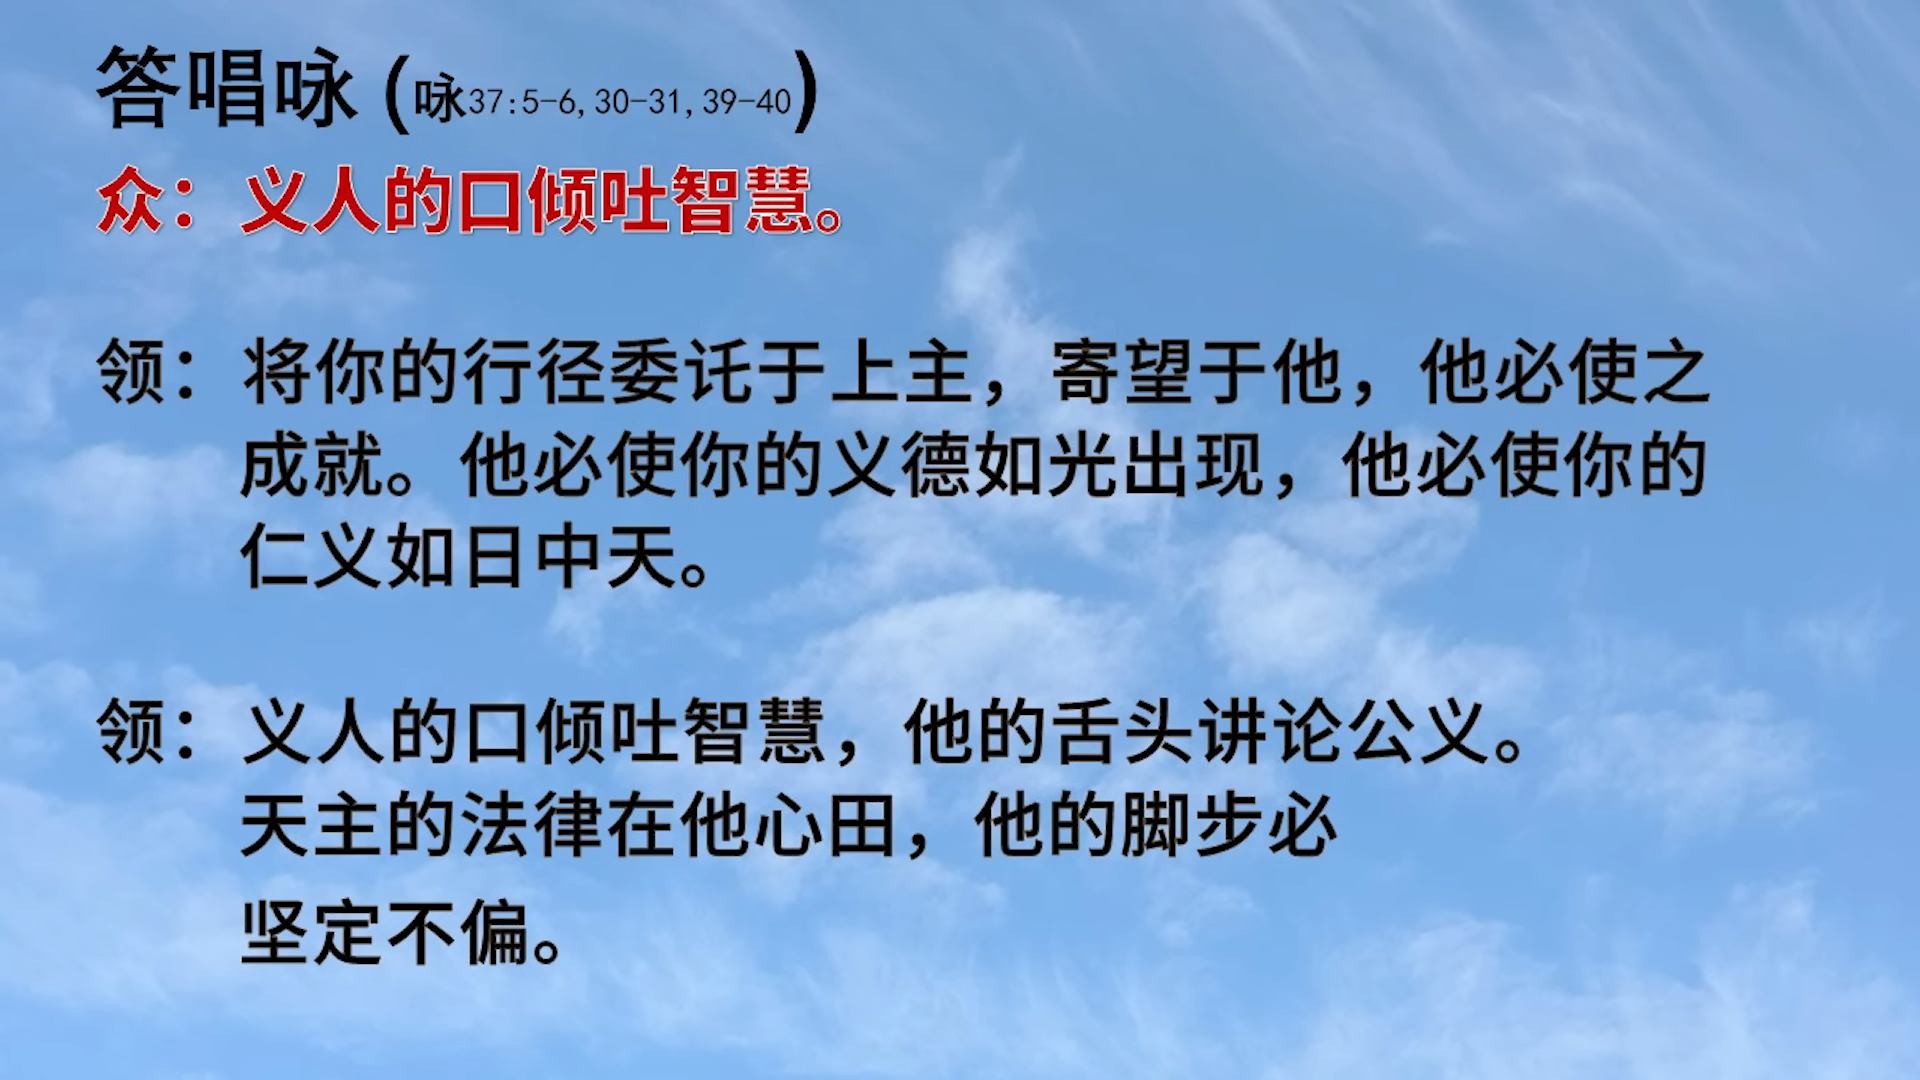 答唱咏 (咏37:5-6,30-31,39-40)
众：义人的口倾吐智慧。
领：将你的行径委托于上主，寄望于他，他必使之
成就。他必使你的义德如光出现，他必使你的
仁义如日中天。
领：义人的口倾吐智慧，他的舌头讲论公义。
天主的法律在他心田，他的脚步必
坚定不偏。